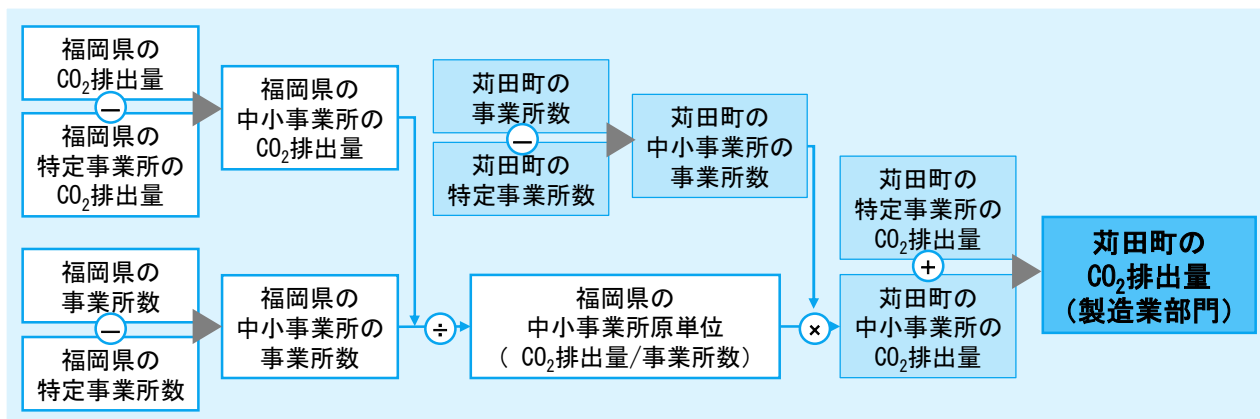 福岡県の
CO₂排出量
−
福岡県の
特定事業所の
CO₂排出量
福岡県の
中小事業所の
CO₂排出量
苅田町の
事業所数
−
苅田町の
特定事業所数
苅田町の
中小事業所の
事業所数
福岡県の
事業所数
−
福岡県の
特定事業所数
福岡県の
中小事業所の
事業所数
÷
福岡県の
中小事業所原単位
( CO₂排出量/事業所数)
×
苅田町の
特定事業所の
CO₂排出量
+
苅田町の
中小事業所の
CO₂排出量
苅田町の
CO₂排出量
(製造業部門)